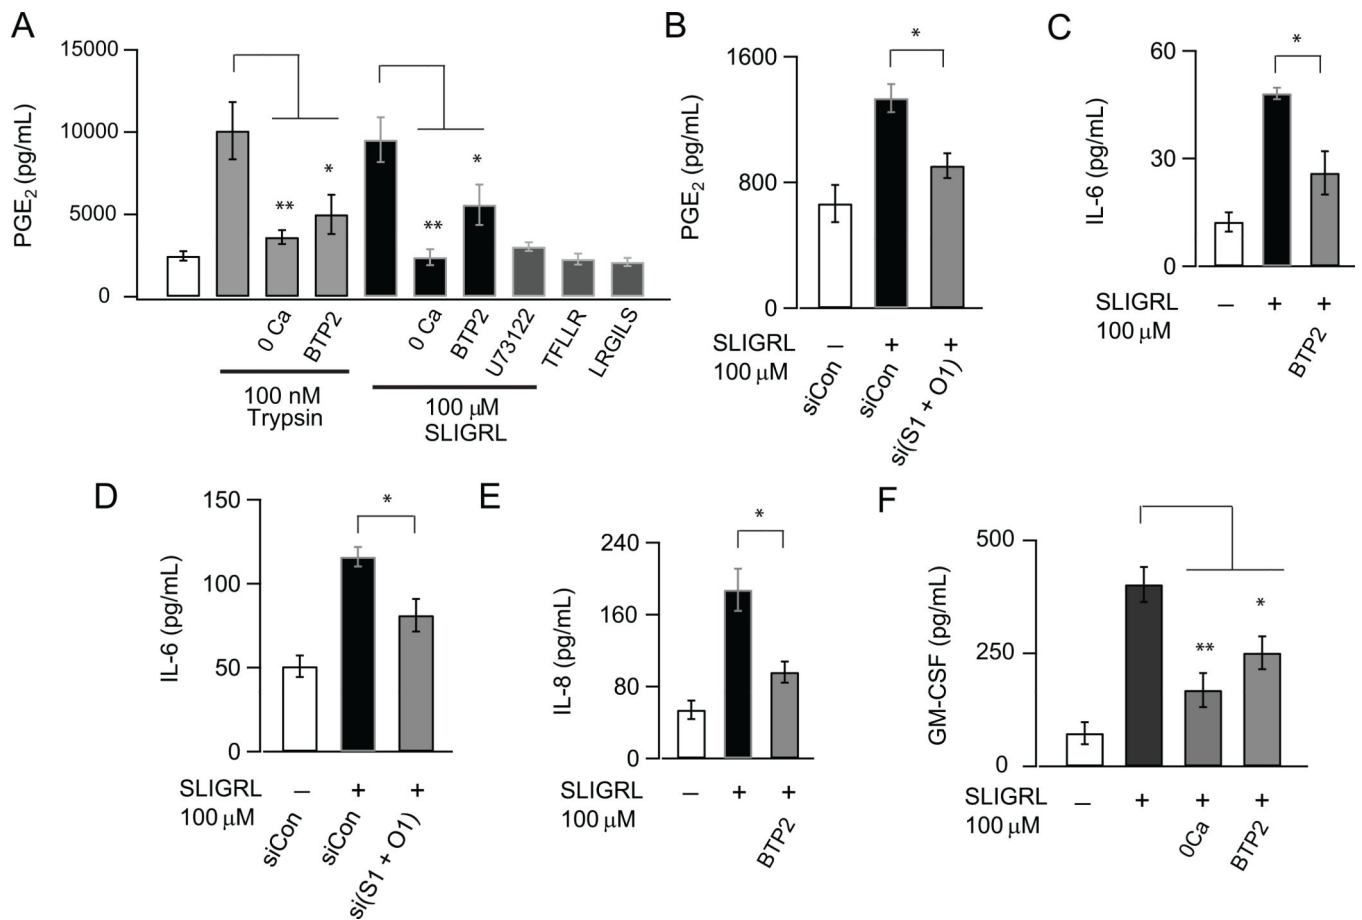 A
PGE2 (pg/mL)
15000
10000
5000
0
**
*
**
*
0 Ca
BTP2
0 Ca
BTP2
U73122
TFLLR
LRGILS
100 nM
Trypsin
100 μM
SLIGRL
B
PGE2 (pg/mL)
1600
800
0
*
SLIGRL – + +
100 μM
siCon
siCon
si(S1 + O1)
C
IL-6 (pg/mL)
60
30
0
*
SLIGRL – + +
100 μM
BTP2
D
IL-6 (pg/mL)
150
100
50
0
*
SLIGRL – + +
100 μM
siCon
siCon
si(S1 + O1)
E
IL-8 (pg/mL)
240
160
80
0
*
SLIGRL – + +
100 μM
BTP2
F
GM-CSF (pg/mL)
500
250
0
**
*
SLIGRL – + + +
100 μM
0Ca
BTP2